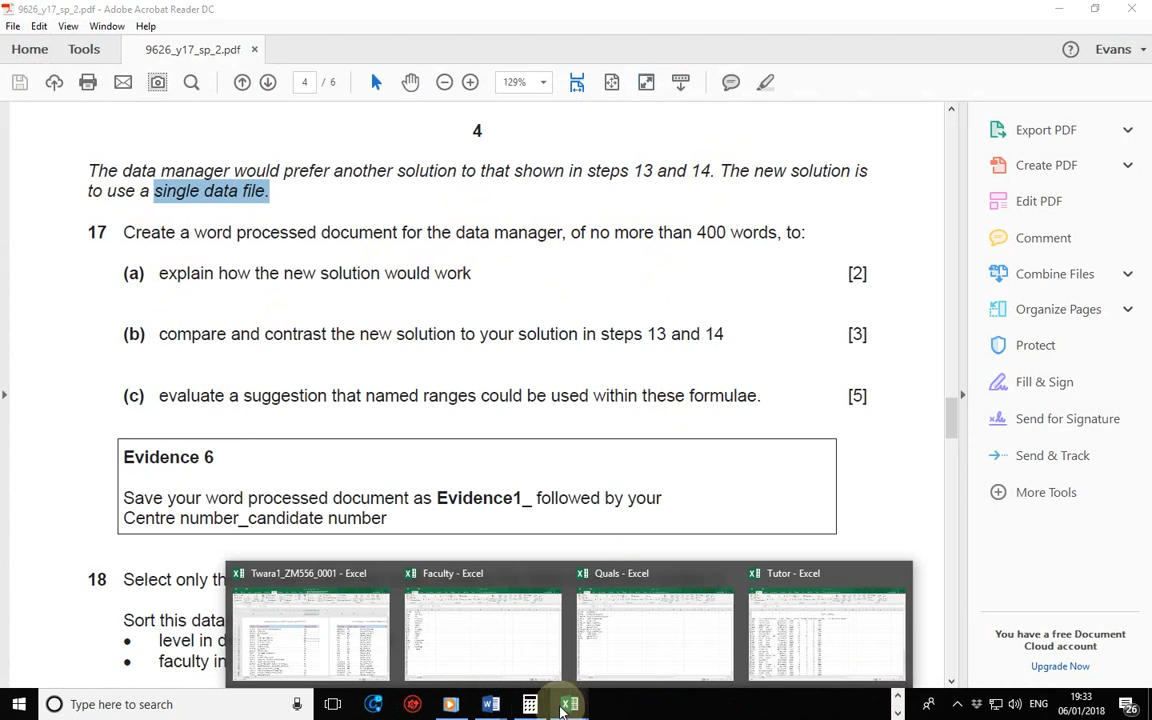 9626_y17_sp_2.pdf - Adobe Acrobat Reader DC
File Edit View Window Help
Home Tools 9626_y17_sp_2.pdf × Evans
4 / 6 129%
4
The data manager would prefer another solution to that shown in steps 13 and 14. The new solution is
to use a single data file.
17 Create a word processed document for the data manager, of no more than 400 words, to:
(a) explain how the new solution would work [2]
(b) compare and contrast the new solution to your solution in steps 13 and 14 [3]
(c) evaluate a suggestion that named ranges could be used within these formulae. [5]
Evidence 6
Save your word processed document as Evidence1_ followed by your
Centre number_candidate number
18 Select only th
Sort this data
• level in d
• faculty in
Twara1_ZM556_0001 - Excel
Faculty - Excel
Quals - Excel
Tutor - Excel
Export PDF
Create PDF
Edit PDF
Comment
Combine Files
Organize Pages
Protect
Fill & Sign
Send for Signature
Send & Track
More Tools
You have a free Document
Cloud account
Upgrade Now
Type here to search
ENG
19:33
06/01/2018
26